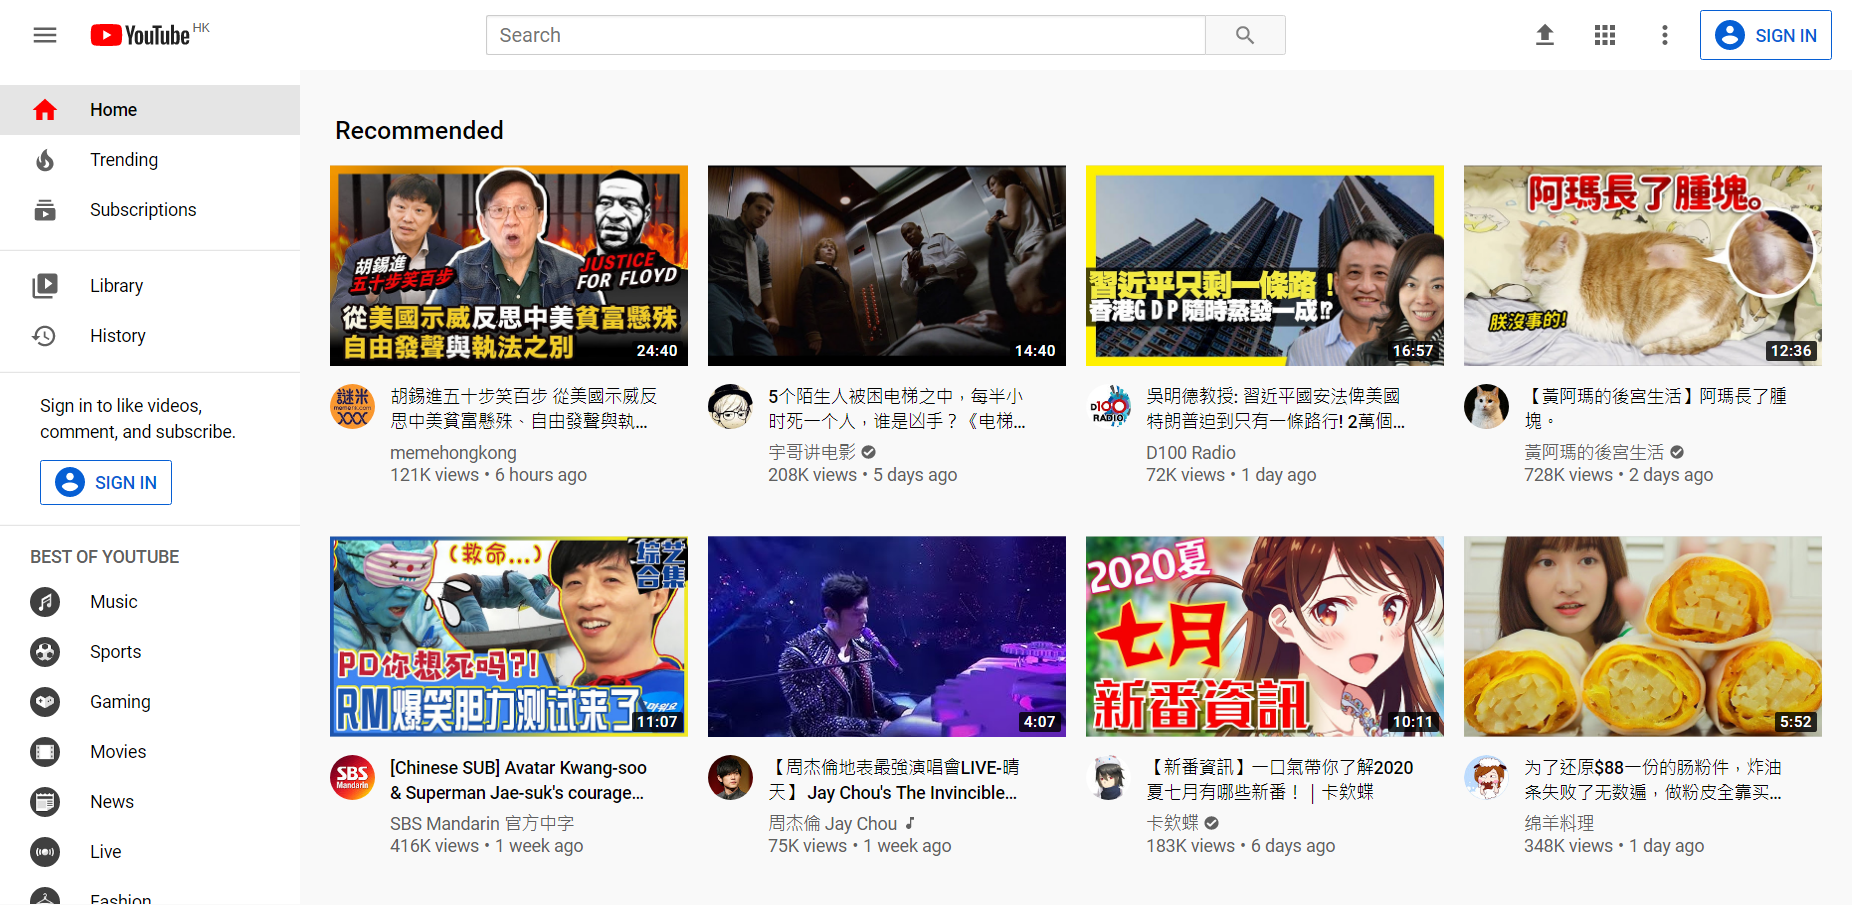 YouTube HK
Search
SIGN IN
Home
Trending
Subscriptions
Library
History
Sign in to like videos,
comment, and subscribe.
SIGN IN
BEST OF YOUTUBE
Music
Sports
Gaming
Movies
News
Live
Fashion
Recommended
胡錫進
五十步笑百步
JUSTICE
FOR FLOYD
從美國示威反思中美貧富懸殊
自由發聲與執法之別
24:40
謎米
memehk.com
XXX
胡錫進五十步笑百步 從美國示威反
思中美貧富懸殊、自由發聲與執...
memehongkong
121K views • 6 hours ago
14:40
5个陌生人被困电梯之中，每半小
时死一个人，谁是凶手？《电梯...
宇哥讲电影
208K views • 5 days ago
習近平只剩一條路！
香港GDP隨時蒸發一成!?
16:57
D100
RADIO
吳明德教授: 習近平國安法俾美國
特朗普迫到只有一條路行! 2萬個...
D100 Radio
72K views • 1 day ago
阿瑪長了腫塊。
朕沒事的!
12:36
【黃阿瑪的後宮生活】阿瑪長了腫
塊。
黃阿瑪的後宮生活
728K views • 2 days ago
(救命...)
综艺
合集
PD你想死吗?!
RM爆笑胆力测试来了
11:07
SBS
Mandarin
[Chinese SUB] Avatar Kwang-soo
& Superman Jae-suk's courage...
SBS Mandarin 官方中字
416K views • 1 week ago
4:07
【周杰倫地表最強演唱會LIVE-晴
天】Jay Chou's The Invincible...
周杰倫 Jay Chou
75K views • 1 week ago
2020夏
七月
新番資訊
10:11
【新番資訊】一口氣帶你了解2020
夏七月有哪些新番！ | 卡欸蝶
卡欸蝶
183K views • 6 days ago
5:52
为了还原$88一份的肠粉件，炸油
条失败了无数遍，做粉皮全靠买...
绵羊料理
348K views • 1 day ago